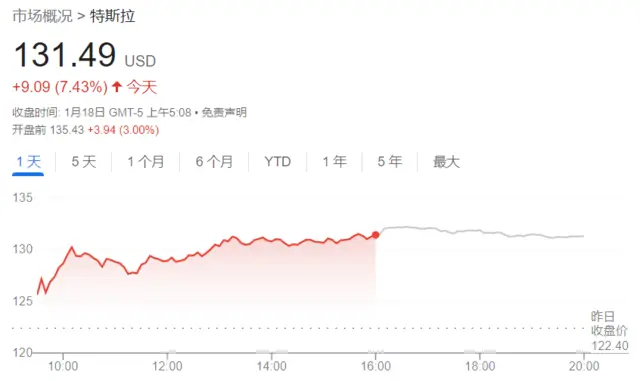 市场概况 > 特斯拉
131.49 USD
+9.09 (7.43%) ↑ 今天
收盘时间: 1月18日 GMT-5 上午5:08 • 免责声明
开盘前 135.43 +3.94 (3.00%)
1 天 5 天 1 个月 6 个月 YTD 1 年 5 年 最大
135
130
125
120
昨日
收盘价
122.40
10:00 12:00 14:00 16:00 18:00 20:00